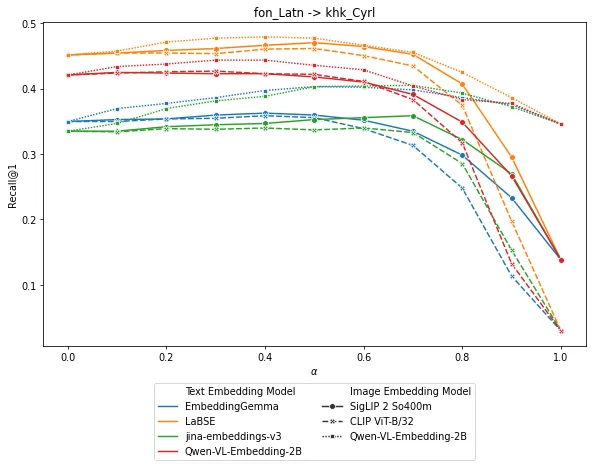 fon_Latn -> khk_Cyrl
0.5
0.4
0.3
0.2
0.1
Recall@1
0.0 0.2 0.4 0.6 0.8 1.0
α
Text Embedding Model Image Embedding Model
EmbeddingGemma SigLIP 2 So400m
LaBSE CLIP ViT-B/32
jina-embeddings-v3 Qwen-VL-Embedding-2B
Qwen-VL-Embedding-2B